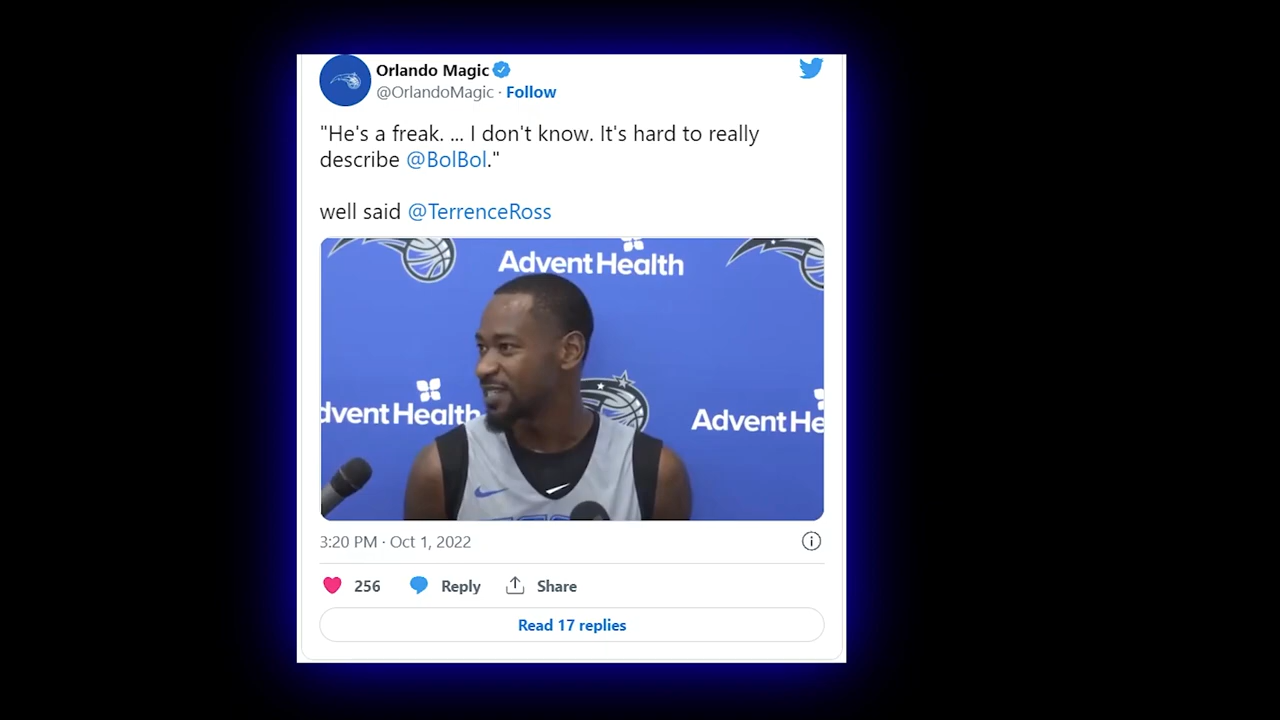 Orlando Magic
@OrlandoMagic · Follow
"He's a freak. ... I don't know. It's hard to really
describe @BolBol."
well said @TerrenceRoss
AdventHealth
dventHealth
AdventHe
3:20 PM · Oct 1, 2022
256 Reply Share
Read 17 replies